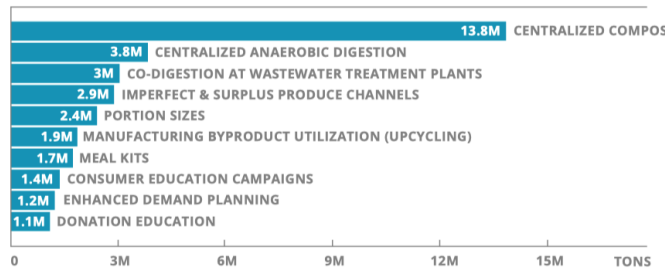 13.8M CENTRALIZED
3.8M CENTRALIZED ANAEROBIC DIGESTION
3M CO-DIGESTION AT WASTEWATER TREATMENT PLANTS
2.9M IMPERFECT & SURPLUS PRODUCE CHANNELS
2.4M PORTION SIZES
1.9M MANUFACTURING BYPRODUCT UTILIZATION (UPCYCLING)
1.7M MEAL KITS
1.4M CONSUMER EDUCATION CAMPAIGNS
1.2M ENHANCED DEMAND PLANNING
1.1M DONATION EDUCATION
0 3M 6M 9M 12M 15M TONS